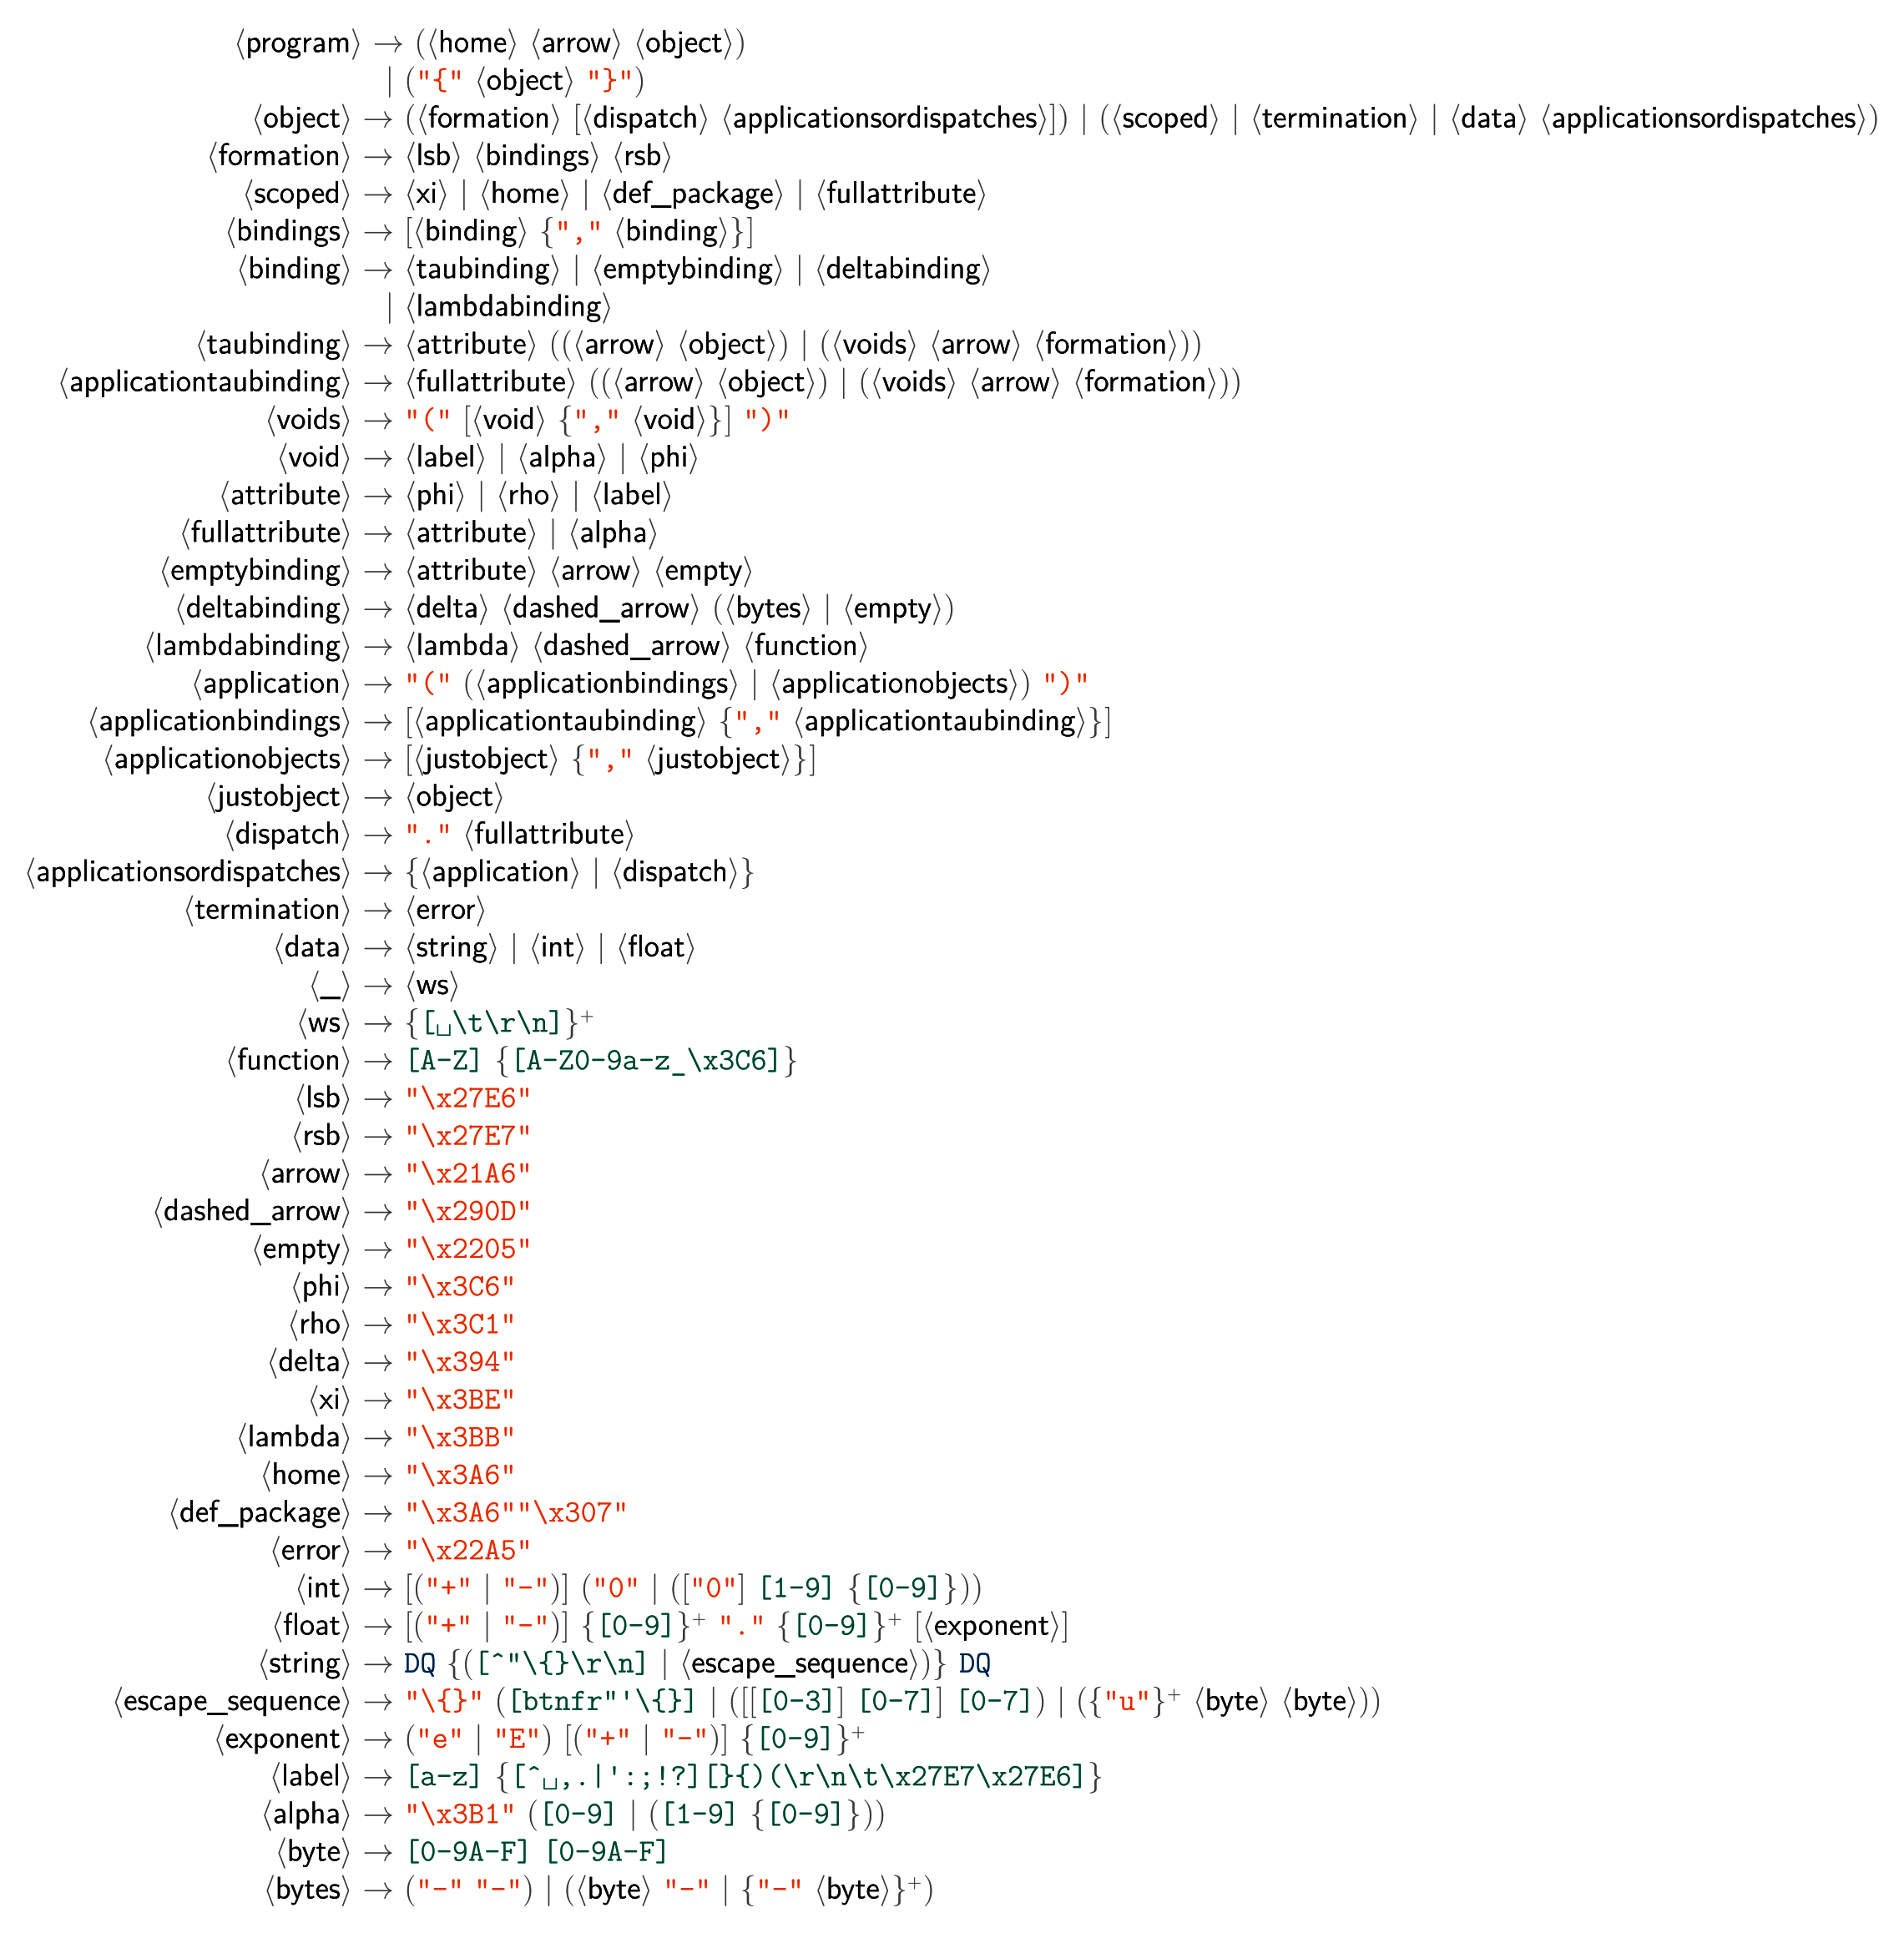 ⟨program⟩ → (⟨home⟩ ⟨arrow⟩ ⟨object⟩)
| ("{" ⟨object⟩ "}")
⟨object⟩ → (⟨formation⟩ [⟨dispatch⟩ ⟨applicationsordispatches⟩]) | (⟨scoped⟩ | ⟨termination⟩ | ⟨data⟩ ⟨applicationsordispatches⟩)
⟨formation⟩ → ⟨lsb⟩ ⟨bindings⟩ ⟨rsb⟩
⟨scoped⟩ → ⟨xi⟩ | ⟨home⟩ | ⟨def_package⟩ | ⟨fullattribute⟩
⟨bindings⟩ → [⟨binding⟩ {"," ⟨binding⟩}]
⟨binding⟩ → ⟨taubinding⟩ | ⟨emptybinding⟩ | ⟨deltabinding⟩
| ⟨lambdabinding⟩
⟨taubinding⟩ → ⟨attribute⟩ ((⟨arrow⟩ ⟨object⟩) | (⟨voids⟩ ⟨arrow⟩ ⟨formation⟩))
⟨applicationtaubinding⟩ → ⟨fullattribute⟩ ((⟨arrow⟩ ⟨object⟩) | (⟨voids⟩ ⟨arrow⟩ ⟨formation⟩))
⟨voids⟩ → "(" [⟨void⟩ {"," ⟨void⟩}] ")"
⟨void⟩ → ⟨label⟩ | ⟨alpha⟩ | ⟨phi⟩
⟨attribute⟩ → ⟨phi⟩ | ⟨rho⟩ | ⟨label⟩
⟨fullattribute⟩ → ⟨attribute⟩ | ⟨alpha⟩
⟨emptybinding⟩ → ⟨attribute⟩ ⟨arrow⟩ ⟨empty⟩
⟨deltabinding⟩ → ⟨delta⟩ ⟨dashed_arrow⟩ (⟨bytes⟩ | ⟨empty⟩)
⟨lambdabinding⟩ → ⟨lambda⟩ ⟨dashed_arrow⟩ ⟨function⟩
⟨application⟩ → "(" (⟨applicationbindings⟩ | ⟨applicationobjects⟩) ")"
⟨applicationbindings⟩ → [⟨applicationtaubinding⟩ {"," ⟨applicationtaubinding⟩}]
⟨applicationobjects⟩ → [⟨justobject⟩ {"," ⟨justobject⟩}]
⟨justobject⟩ → ⟨object⟩
⟨dispatch⟩ → "." ⟨fullattribute⟩
⟨applicationsordispatches⟩ → {⟨application⟩ | ⟨dispatch⟩}
⟨termination⟩ → ⟨error⟩
⟨data⟩ → ⟨string⟩ | ⟨int⟩ | ⟨float⟩
⟨_⟩ → ⟨ws⟩
⟨ws⟩ → {[␣\t\r\n]}⁺
⟨function⟩ → [A-Z] {[A-Z0-9a-z_\x3C6]}
⟨lsb⟩ → "\x27E6"
⟨rsb⟩ → "\x27E7"
⟨arrow⟩ → "\x21A6"
⟨dashed_arrow⟩ → "\x290D"
⟨empty⟩ → "\x2205"
⟨phi⟩ → "\x3C6"
⟨rho⟩ → "\x3C1"
⟨delta⟩ → "\x394"
⟨xi⟩ → "\x3BE"
⟨lambda⟩ → "\x3BB"
⟨home⟩ → "\x3A6"
⟨def_package⟩ → "\x3A6""\x307"
⟨error⟩ → "\x22A5"
⟨int⟩ → [("+" | "-")] ("0" | (["0"] [1-9] {[0-9]}))
⟨float⟩ → [("+" | "-")] {[0-9]}⁺ "." {[0-9]}⁺ [⟨exponent⟩]
⟨string⟩ → DQ {([^"\{}\r\n] | ⟨escape_sequence⟩)} DQ
⟨escape_sequence⟩ → "\{}" ([btnfr"'\{}] | ([[[0-3]] [0-7]] [0-7]) | ({"u"}⁺ ⟨byte⟩ ⟨byte⟩))
⟨exponent⟩ → ("e" | "E") [("+" | "-")] {[0-9]}⁺
⟨label⟩ → [a-z] {[^␣,.|':;!?][}{)(\r\n\t\x27E7\x27E6]}
⟨alpha⟩ → "\x3B1" ([0-9] | ([1-9] {[0-9]}))
⟨byte⟩ → [0-9A-F] [0-9A-F]
⟨bytes⟩ → ("-" "-") | (⟨byte⟩ "-" | {"-" ⟨byte⟩}⁺)